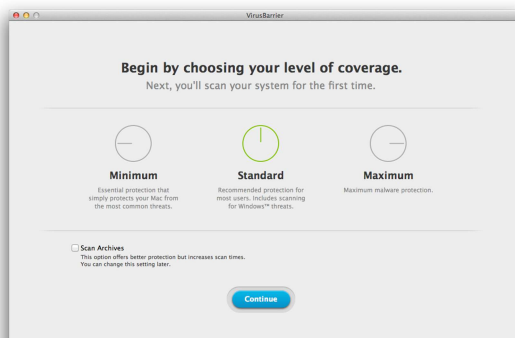 VirusBarrier
Begin by choosing your level of coverage.
Next, you'll scan your system for the first time.
Minimum
Essential protection that
simply protects your Mac from
the most common threats.
Standard
Recommended protection for
most users. Includes scanning
for Windows™ threats.
Maximum
Maximum malware protection.
Scan Archives
This option offers better protection but increases scan times.
You can change this setting later.
Continue